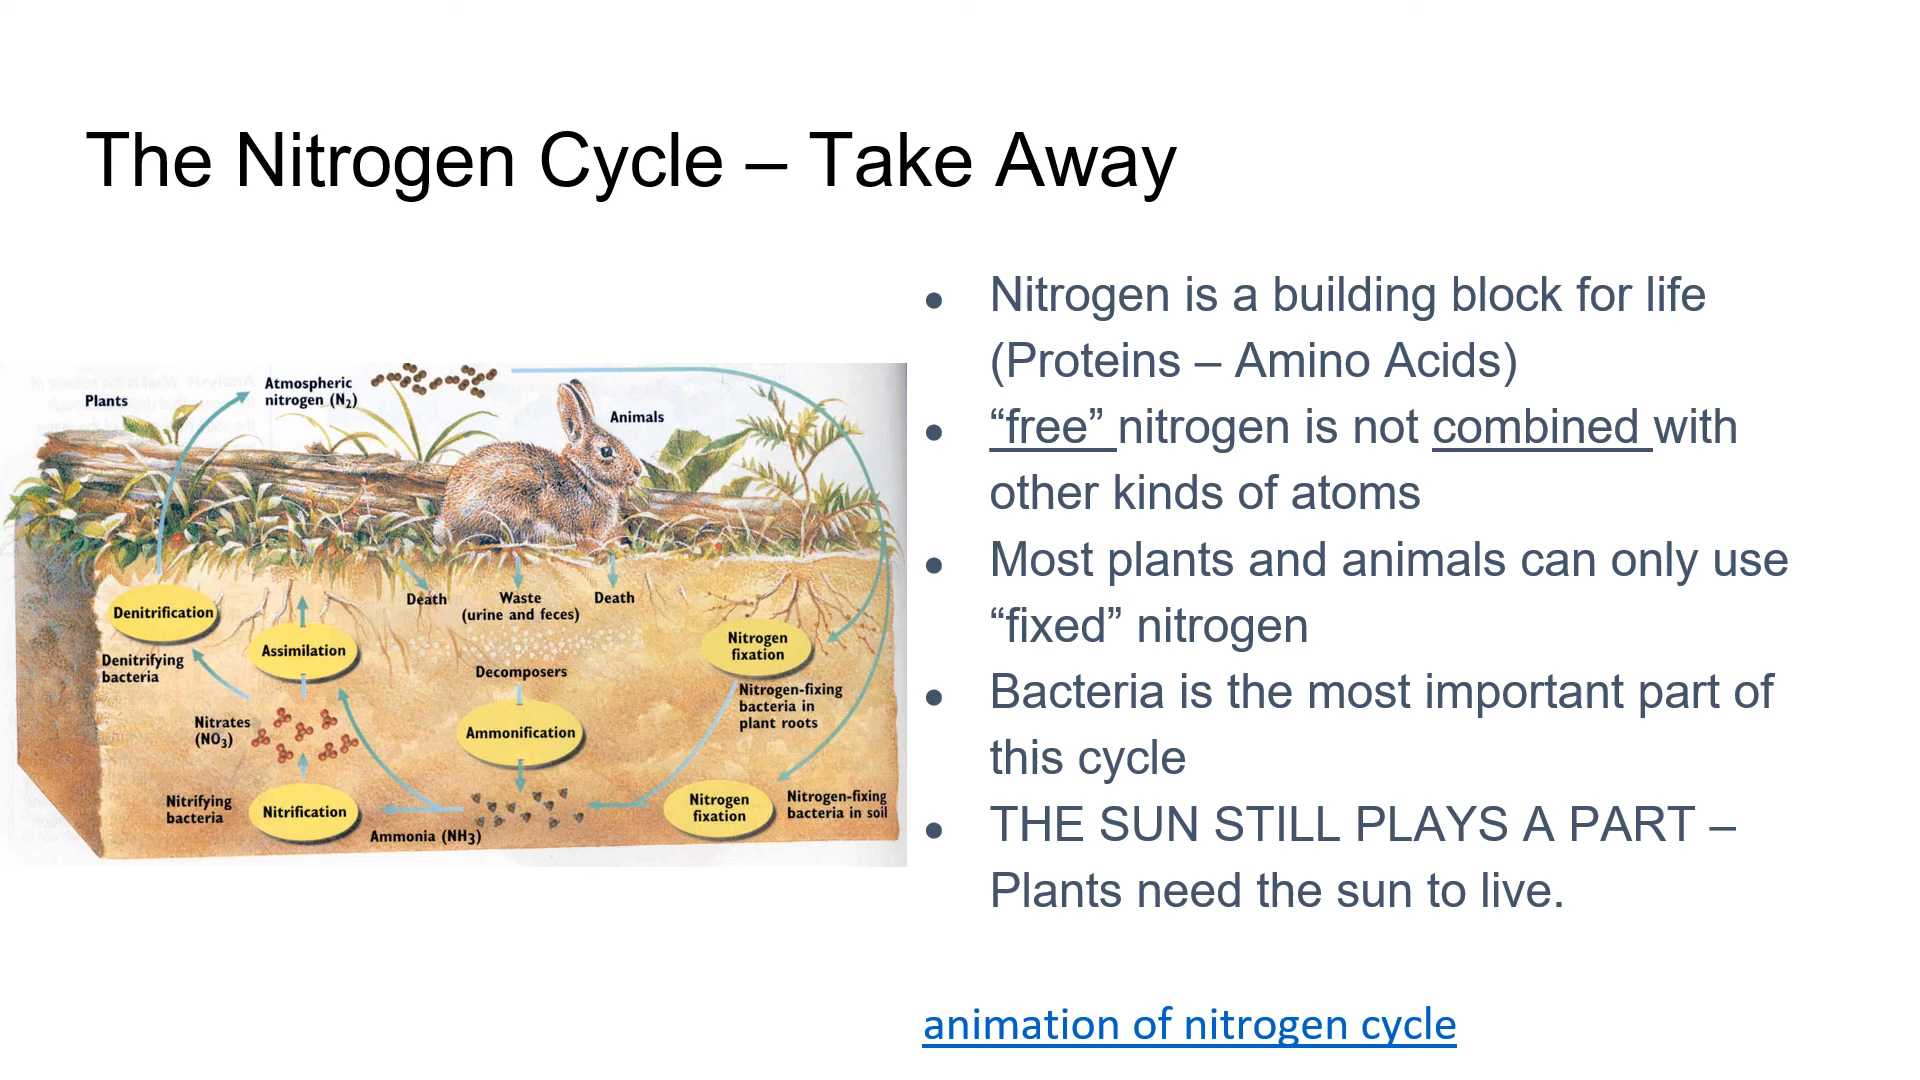 The Nitrogen Cycle – Take Away
Plants
Atmospheric
nitrogen (N2)
Animals
Death
Waste
(urine and feces)
Death
Denitrification
Denitrifying
bacteria
Assimilation
Decomposers
Nitrogen
fixation
Nitrogen-fixing
bacteria in
plant roots
Nitrates
(NO3)
Ammonification
Nitrifying
bacteria
Nitrification
Ammonia (NH3)
Nitrogen
fixation
Nitrogen-fixing
bacteria in soil
● Nitrogen is a building block for life
(Proteins – Amino Acids)
● “free” nitrogen is not combined with
other kinds of atoms
● Most plants and animals can only use
“fixed” nitrogen
● Bacteria is the most important part of
this cycle
● THE SUN STILL PLAYS A PART –
Plants need the sun to live.
animation of nitrogen cycle